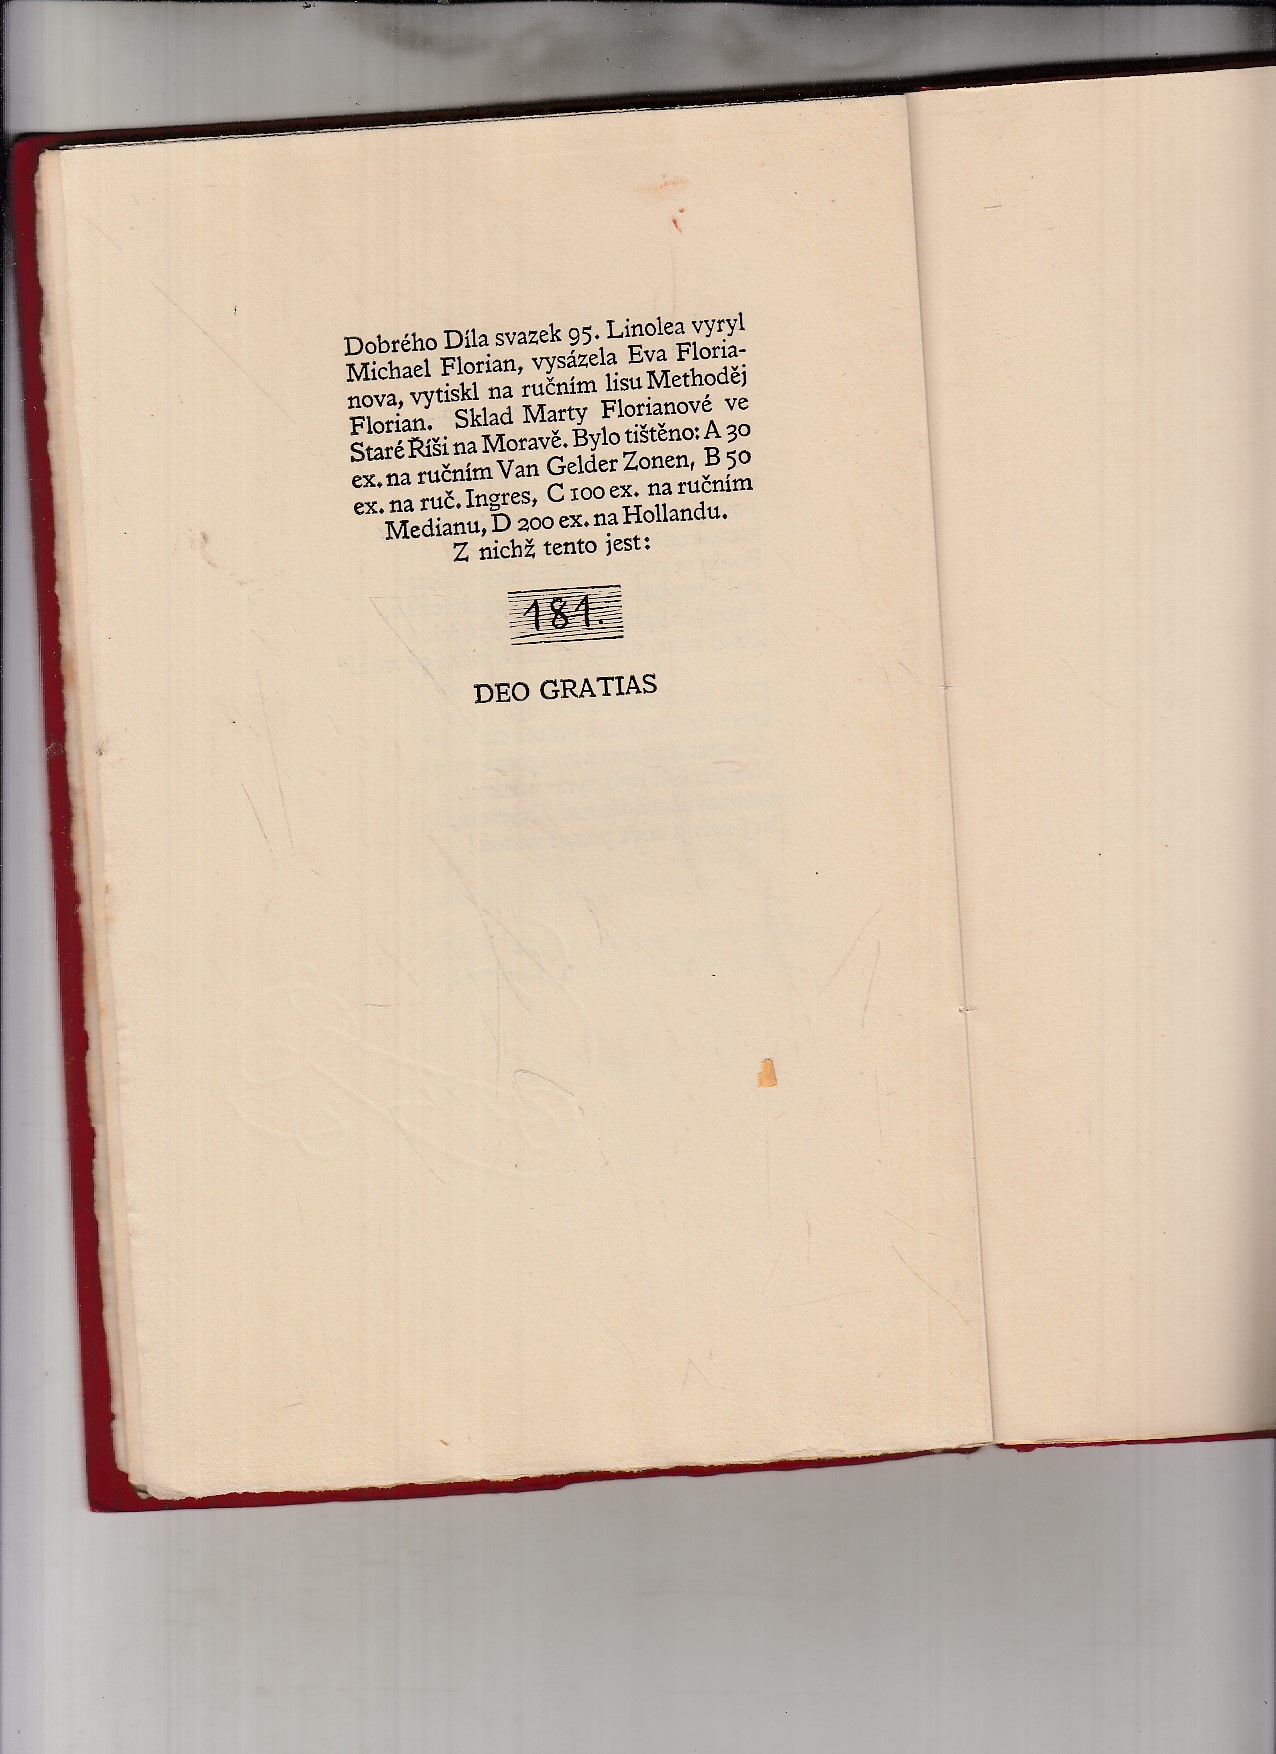 Dobrého Díla svazek 95. Linolea vyryl
Michael Florian, vysázela Eva Floria-
nova, vytiskl na ručním lisu Methoděj
Florian. Sklad Marty Florianové ve
Staré Říši na Moravě. Bylo tištěno: A 30
ex. na ručním Van Gelder Zonen, B 50
ex. na ruč. Ingres, C 100 ex. na ručním
Medianu, D 200 ex. na Hollandu.
Z nichž tento jest:
181.
DEO GRATIAS